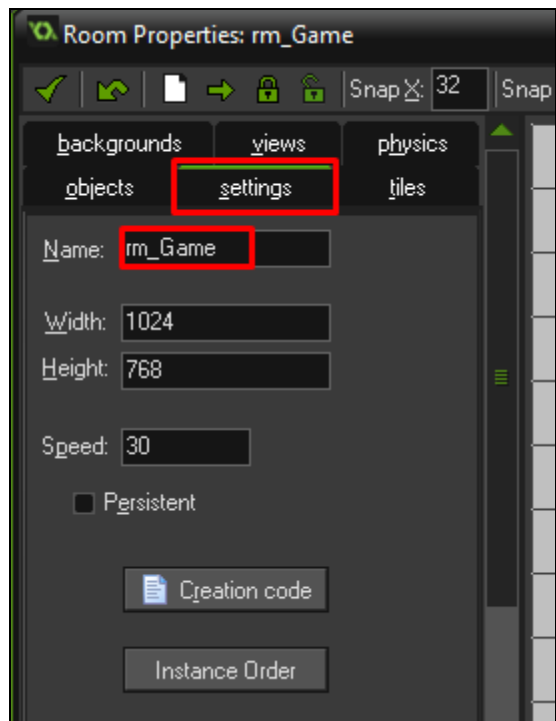 Room Properties: rm_Game
Snap X: 32 Snap
backgrounds views physics
objects settings tiles
Name: rm_Game
Width: 1024
Height: 768
Speed: 30
Persistent
Creation code
Instance Order